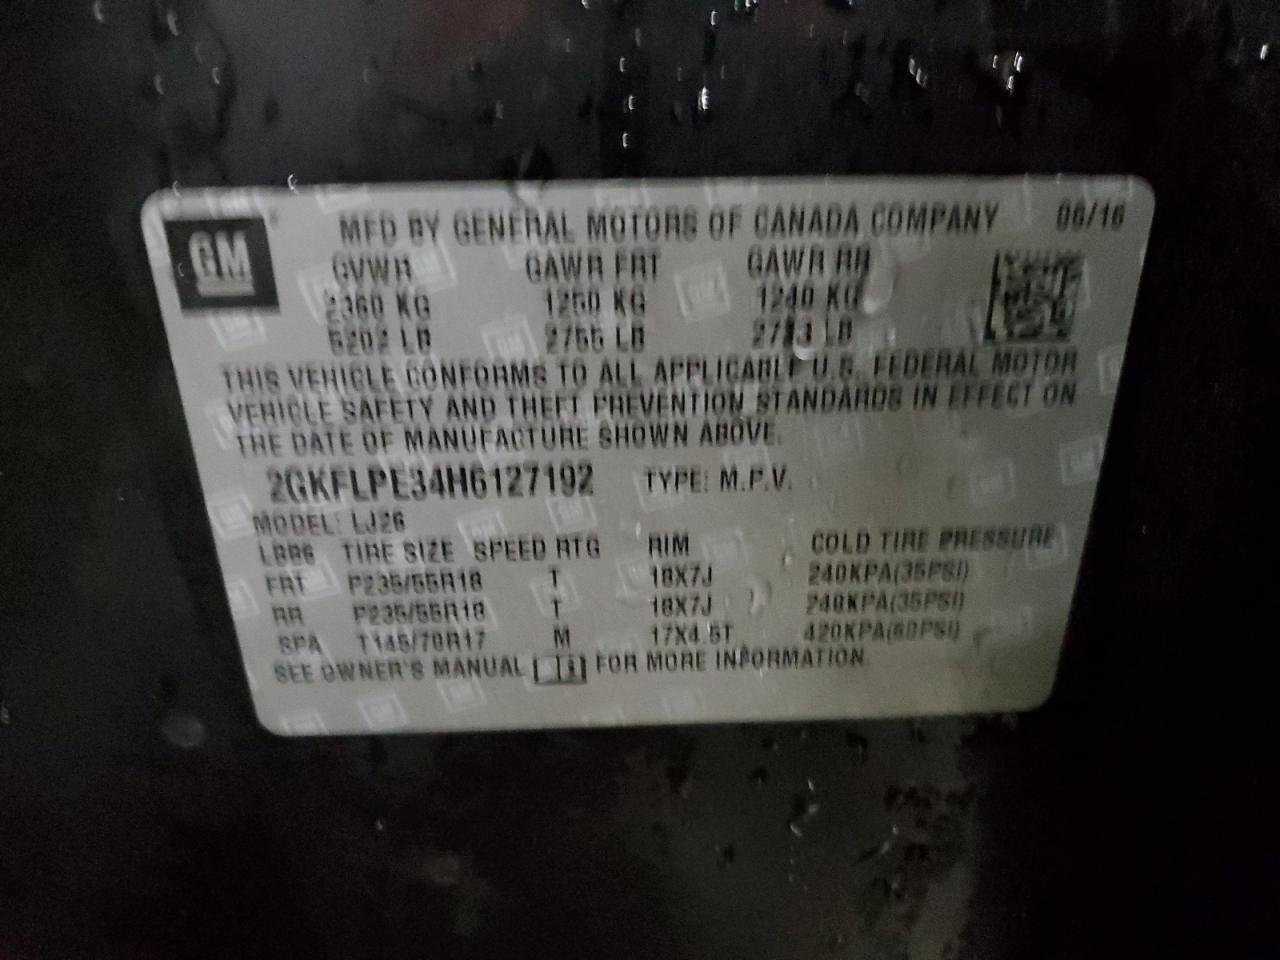 GM
MFD BY GENERAL MOTORS OF CANADA COMPANY 06/16
GVWR GAWR FRT GAWR RR
2360 KG 1250 KG 1240 KG
5202 LB 2755 LB 2733 LB
THIS VEHICLE CONFORMS TO ALL APPLICABLE U.S. FEDERAL MOTOR
VEHICLE SAFETY AND THEFT PREVENTION STANDARDS IN EFFECT ON
THE DATE OF MANUFACTURE SHOWN ABOVE.
2GKFLPE34H6127192 TYPE: M.P.V.
MODEL: LJ26
TIRE SIZE SPEED RTG RIM COLD TIRE PRESSURE
FRT P235/55R18 T 18X7J 240KPA(35PSI)
RR P235/55R18 T 18X7J 240KPA(35PSI)
SPA T145/70R17 M 17X4.5T 420KPA(60PSI)
SEE OWNER'S MANUAL FOR MORE INFORMATION.